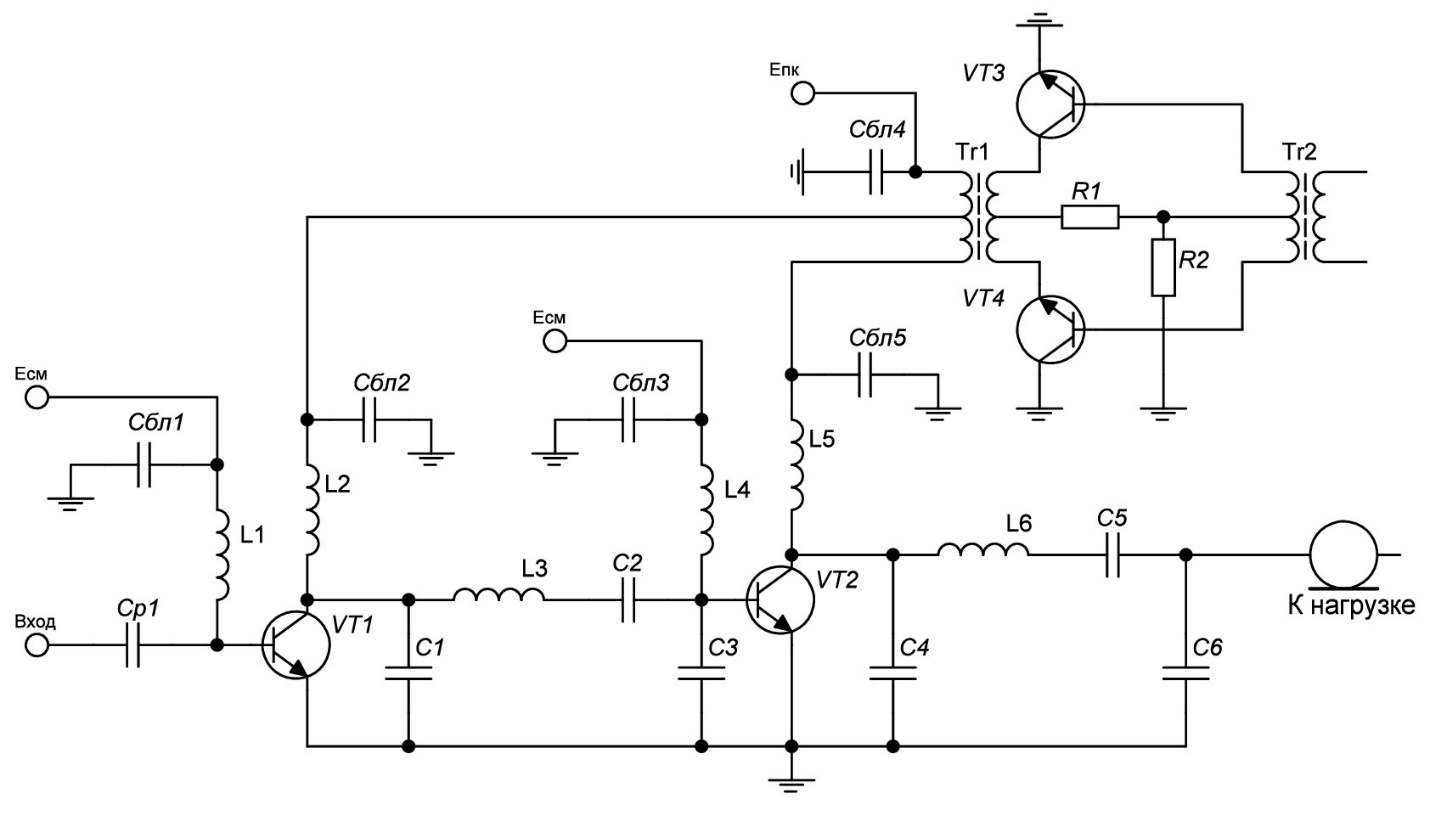 VT3
Епк
Сбл4
Tr1
Tr2
R1
R2
VT4
Есм
Сбл5
Есм
Сбл2
Сбл3
Сбл1
L5
L2
L4
L1
C5
L6
C2
L3
VT2
Ср1
К нагрузке
Вход
VT1
C1
C3
C4
C6